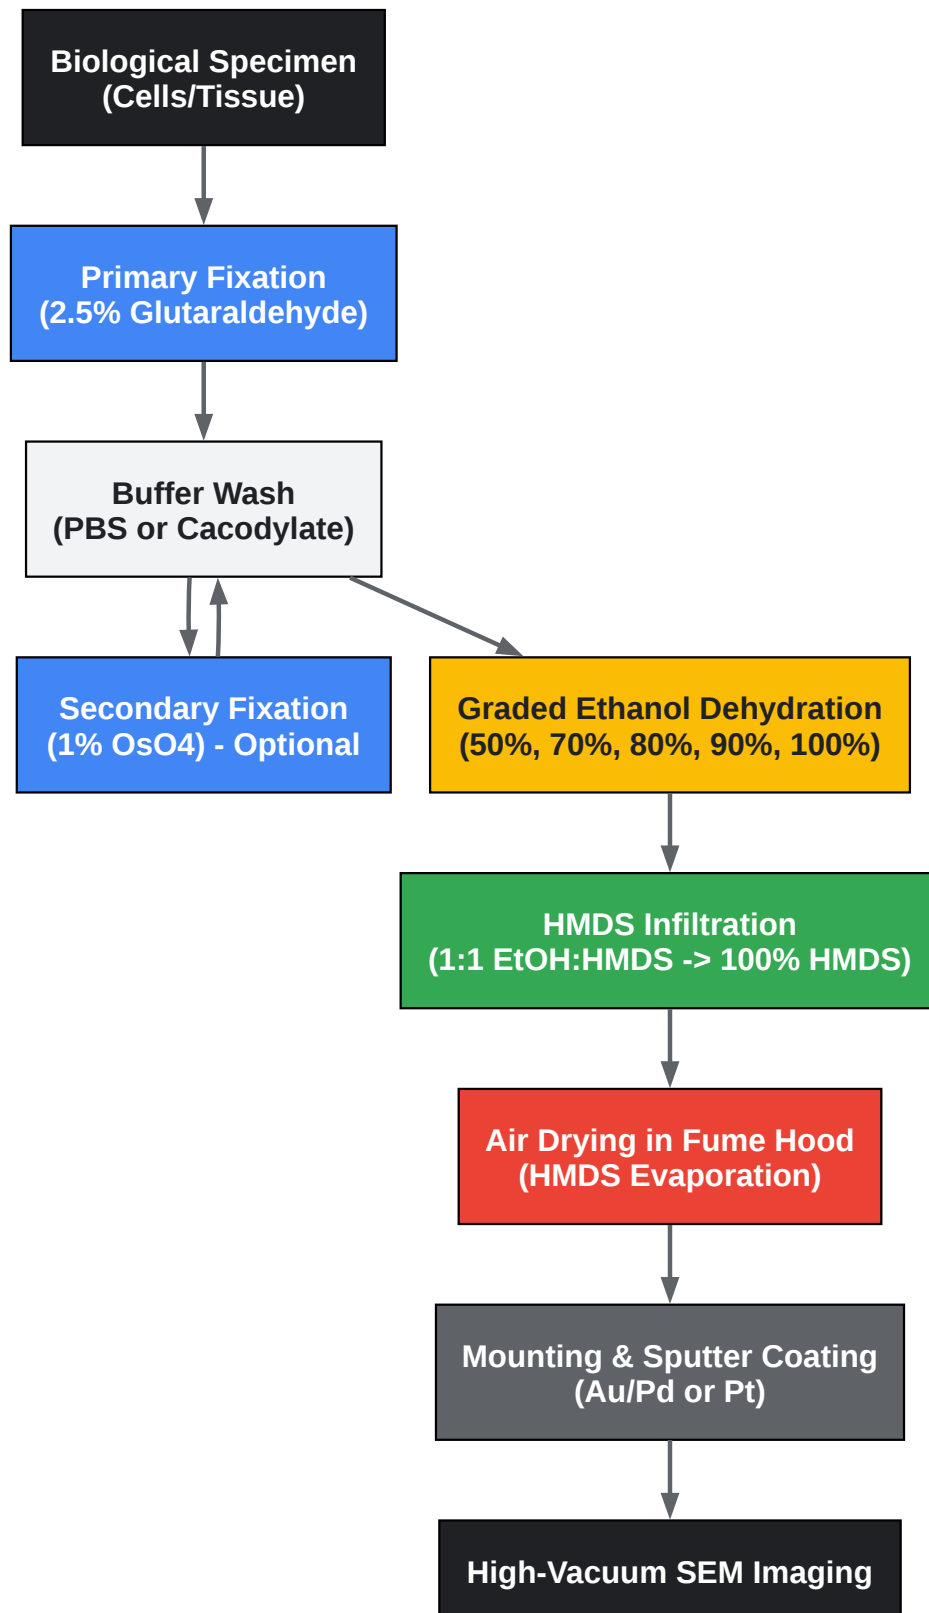 Biological Specimen
(Cells/Tissue)
Primary Fixation
(2.5% Glutaraldehyde)
Buffer Wash
(PBS or Cacodylate)
Secondary Fixation
(1% OsO4) - Optional
Graded Ethanol Dehydration
(50%, 70%, 80%, 90%, 100%)
HMDS Infiltration
(1:1 EtOH:HMDS -> 100% HMDS)
Air Drying in Fume Hood
(HMDS Evaporation)
Mounting & Sputter Coating
(Au/Pd or Pt)
High-Vacuum SEM Imaging